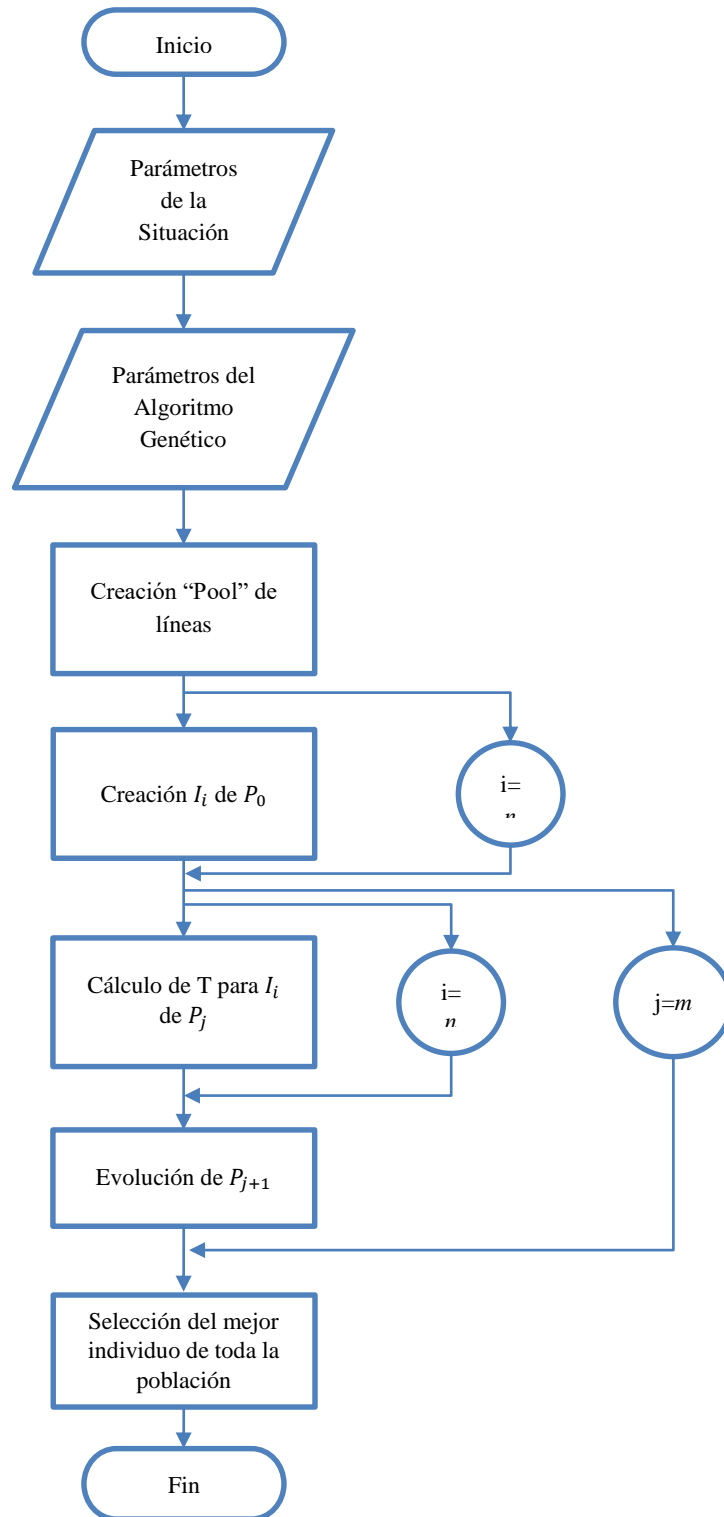 Inicio
Parámetros
de la
Situación
Parámetros del
Algoritmo
Genético
Creación “Pool” de
líneas
Creación I_i de P_0
i=
n
Cálculo de T para I_i
de P_j
i=
n
j=m
Evolución de P_{j+1}
Selección del mejor
individuo de toda la
población
Fin